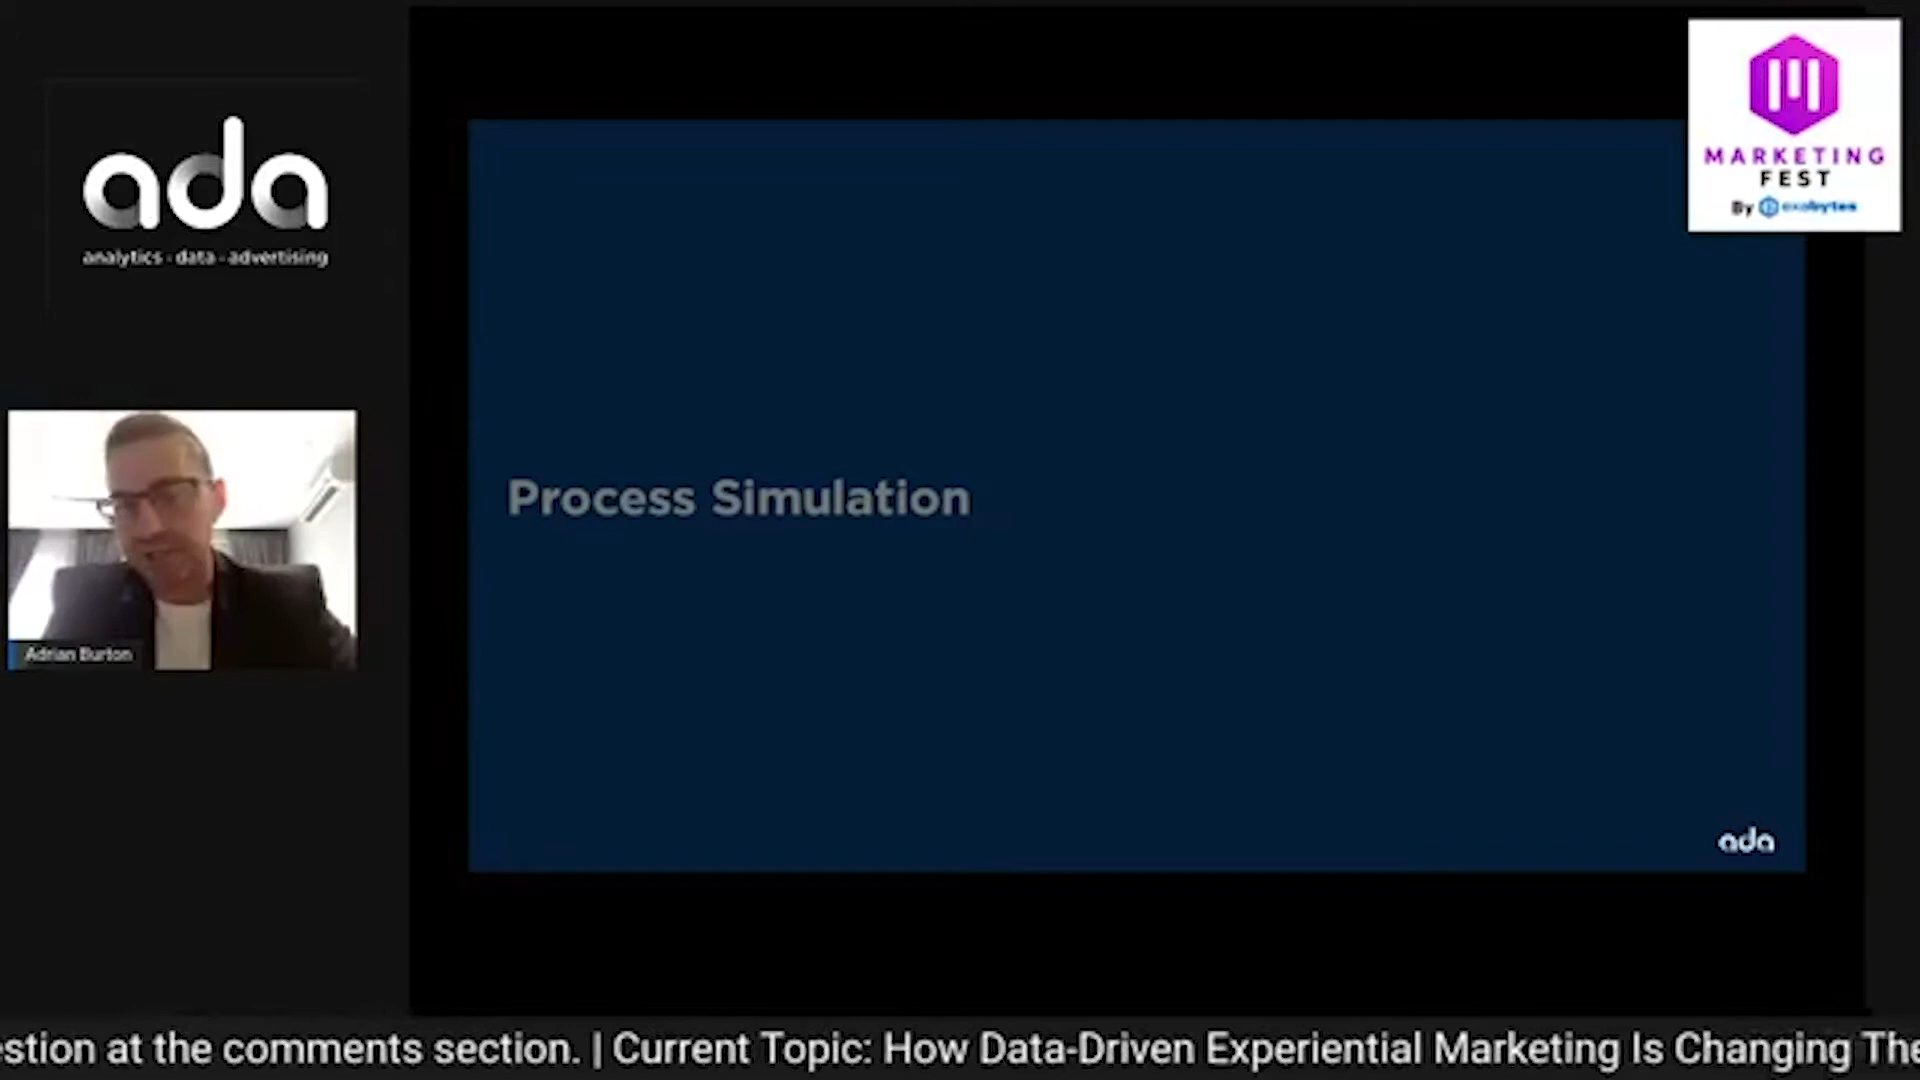 ada
analytics · data · advertising
MARKETING
FEST
By exabytes
Process Simulation
Adrian Burton
ada
estion at the comments section. | Current Topic: How Data-Driven Experiential Marketing Is Changing The